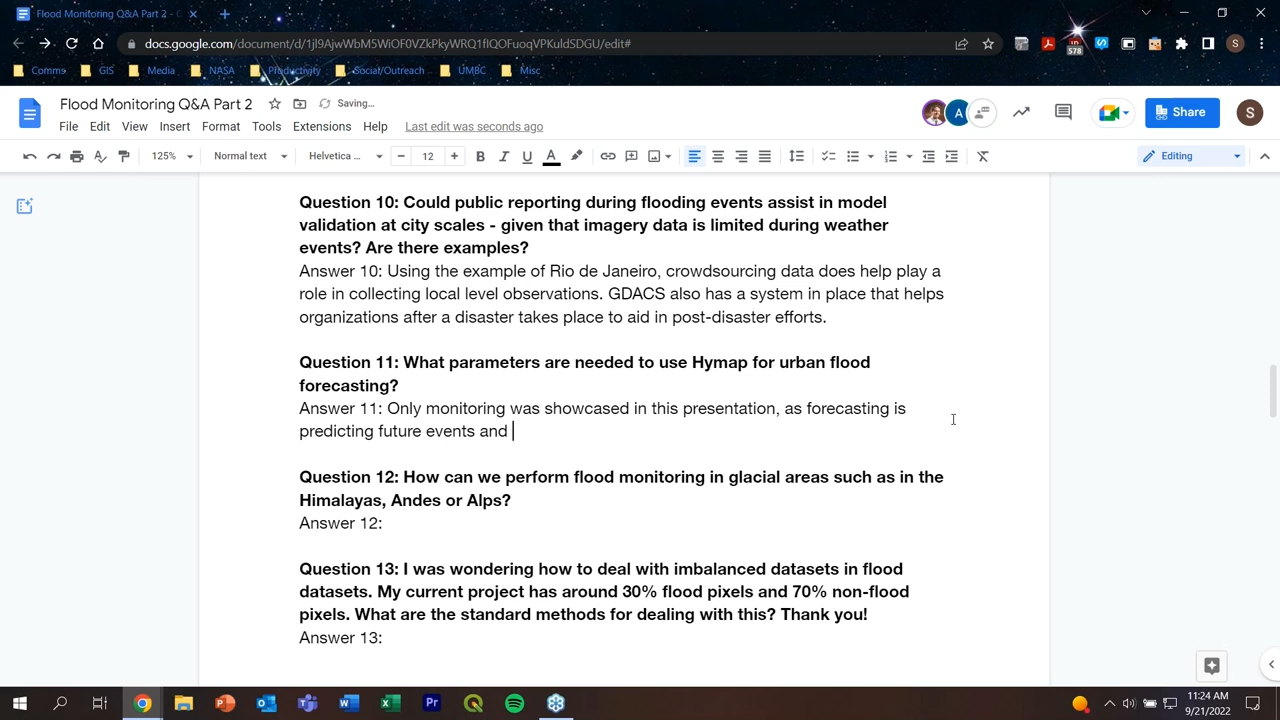 Flood Monitoring Q&A Part 2 - G
docs.google.com/document/d/1jl9AjwWbM5WiOF0VZkPkyWRQ1fIQOFuoqVPKuldSDGU/edit#
578
S
Comms GIS Media NASA Productivity Social/Outreach UMBC Misc
Flood Monitoring Q&A Part 2 Saving…
A Share S
File Edit View Insert Format Tools Extensions Help Last edit was seconds ago
125% Normal text Helvetica ... 12 B I U A Editing
Question 10: Could public reporting during flooding events assist in model
validation at city scales - given that imagery data is limited during weather
events? Are there examples?
Answer 10: Using the example of Rio de Janeiro, crowdsourcing data does help play a
role in collecting local level observations. GDACS also has a system in place that helps
organizations after a disaster takes place to aid in post-disaster efforts.
Question 11: What parameters are needed to use Hymap for urban flood
forecasting?
Answer 11: Only monitoring was showcased in this presentation, as forecasting is
predicting future events and
Question 12: How can we perform flood monitoring in glacial areas such as in the
Himalayas, Andes or Alps?
Answer 12:
Question 13: I was wondering how to deal with imbalanced datasets in flood
datasets. My current project has around 30% flood pixels and 70% non-flood
pixels. What are the standard methods for dealing with this? Thank you!
Answer 13:
11:24 AM
9/21/2022